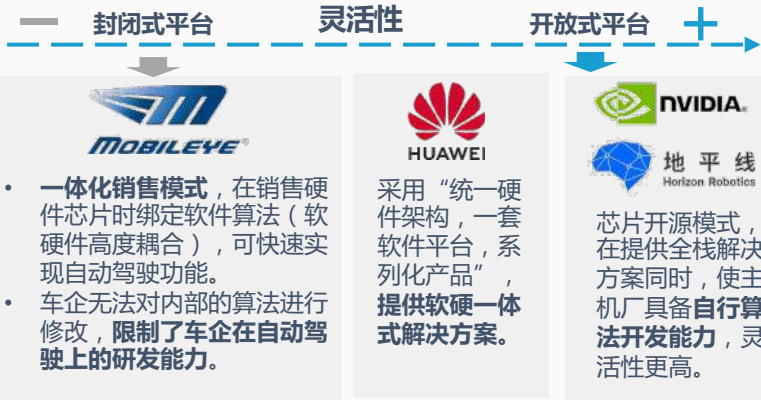 封闭式平台
灵活性
开放式平台
MOBILEYE®
• 一体化销售模式，在销售硬
件芯片时绑定软件算法（软
硬件高度耦合），可快速实
现自动驾驶功能。
• 车企无法对内部的算法进行
修改，限制了车企在自动驾
驶上的研发能力。
HUAWEI
采用“统一硬
件架构，一套
软件平台，系
列化产品”，
提供软硬一体
式解决方案。
NVIDIA.
地平线
Horizon Robotics
芯片开源模式，
在提供全栈解决
方案同时，使主
机厂具备自行算
法开发能力，灵
活性更高。